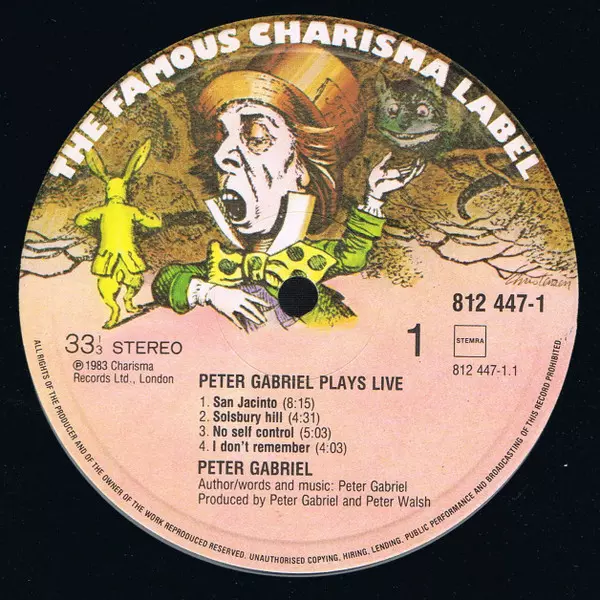 THE FAMOUS CHARISMA LABEL
Christensen
812 447-1
33 1/3 STEREO
1
STEMRA
℗ 1983 Charisma
Records Ltd., London
812 447-1.1
PETER GABRIEL PLAYS LIVE
1. San Jacinto (8:15)
2. Solsbury hill (4:31)
3. No self control (5:03)
4. I don't remember (4:03)
PETER GABRIEL
Author/words and music: Peter Gabriel
Produced by Peter Gabriel and Peter Walsh
ALL RIGHTS OF THE PRODUCER AND OF THE OWNER OF THE WORK REPRODUCED RESERVED. UNAUTHORISED COPYING, HIRING, LENDING, PUBLIC PERFORMANCE AND BROADCASTING OF THIS RECORD PROHIBITED.